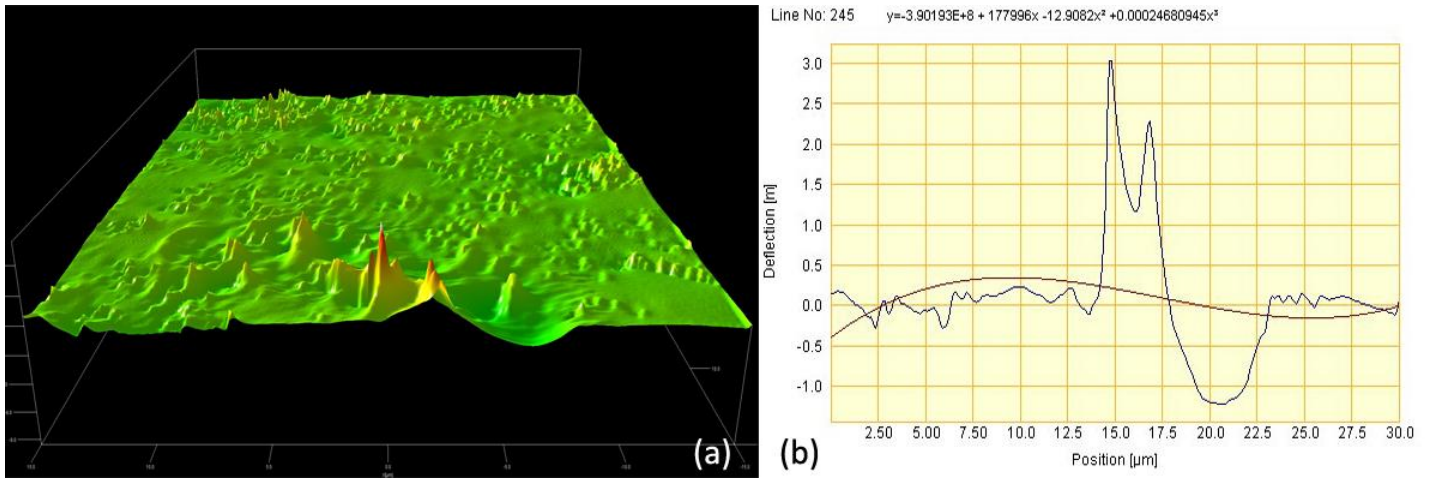 Line No: 245 y=-3.90193E+8 + 177996x -12.9082x² +0.00024680945x³
3.0
2.5
2.0
1.5
1.0
0.5
0.0
-0.5
-1.0
Deflection [m]
2.50 5.00 7.50 10.0 12.5 15.0 17.5 20.0 22.5 25.0 27.5 30.0
Position [µm]
(a)
(b)